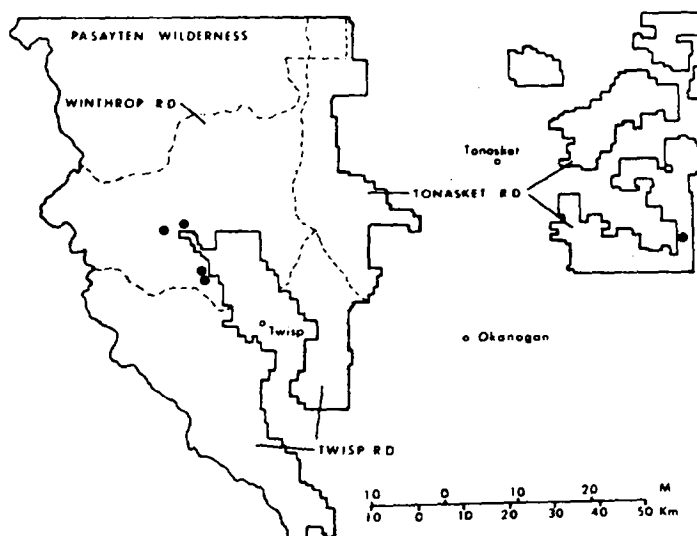 PASAYTEN WILDERNESS
WINTHROP RD
Tonasket
TONASKET RD
Twisp
Okanagan
TWISP RD
10 0 10 20 M
10 0 10 20 30 40 50 Km